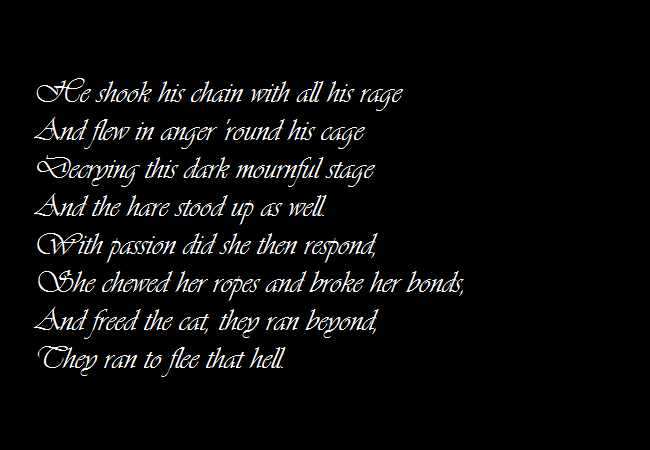 He shook his chain with all his rage
And flew in anger 'round his cage
Decrying this dark mournful stage
And the hare stood up as well.
With passion did she then respond,
She chewed her ropes and broke her bonds,
And freed the cat, they ran beyond,
They ran to flee that hell.